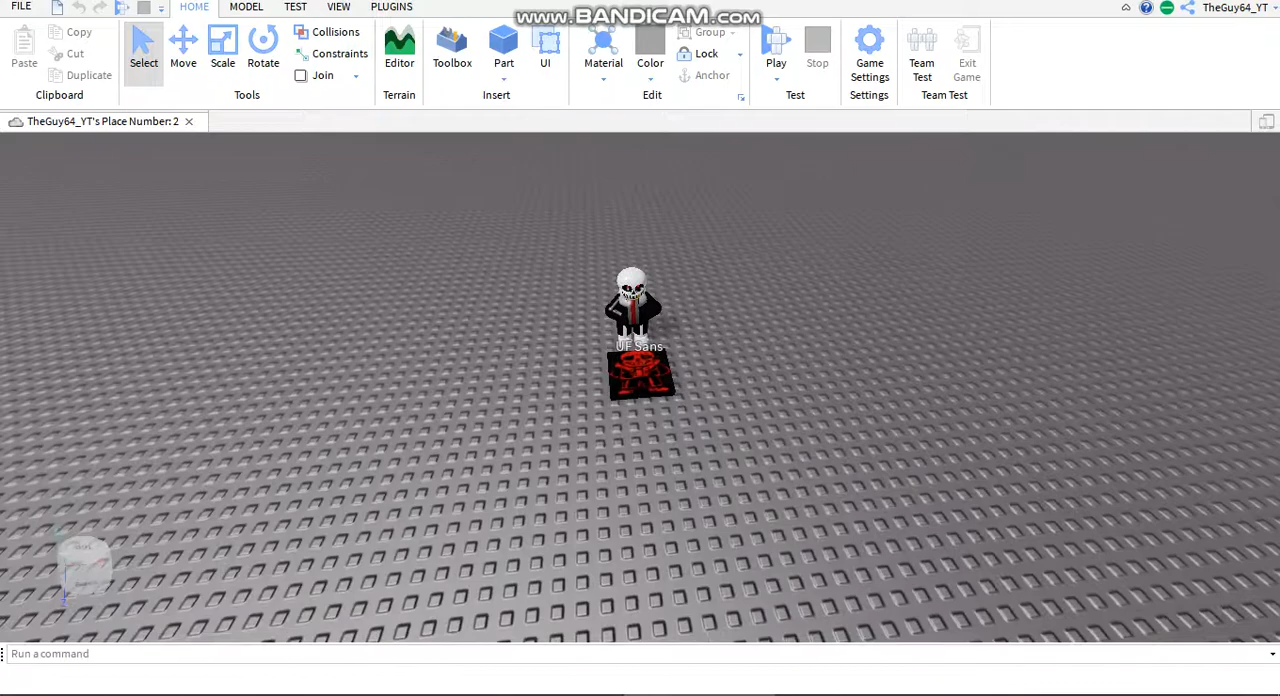 www.BANDICAM.com
FILE HOME MODEL TEST VIEW PLUGINS TheGuy64_YT
Paste Copy Cut Duplicate Clipboard
Select Move Scale Rotate Collisions Constraints Join Tools
Editor Terrain
Toolbox Part UI Insert
Material Color Group Lock Anchor Edit
Play Stop Test
Game Settings Settings
Team Test Exit Game Team Test
TheGuy64_YT's Place Number: 2
UF Sans
Run a command